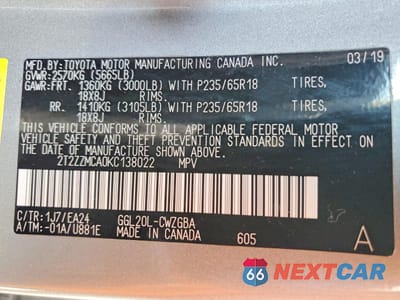 MFD.BY:TOYOTA MOTOR MANUFACTURING CANADA INC. 03/19
GVWR:2570KG (5665LB)
GAWR:FRT. 1360KG (3000LB) WITH P235/65R18 TIRES,
18X8J RIMS.
RR. 1410KG (3105LB) WITH P235/65R18 TIRES,
18X8J RIMS.
THIS VEHICLE CONFORMS TO ALL APPLICABLE FEDERAL MOTOR
VEHICLE SAFETY AND THEFT PREVENTION STANDARDS IN EFFECT
ON THE DATE OF MANUFACTURE SHOWN ABOVE.
2T2ZZMCA0KC138022 MPV
C/TR:1J7/EA24 GGL20L-CWZGBA
A/TM:-01A/U881E 605 A
66 NEXTCAR